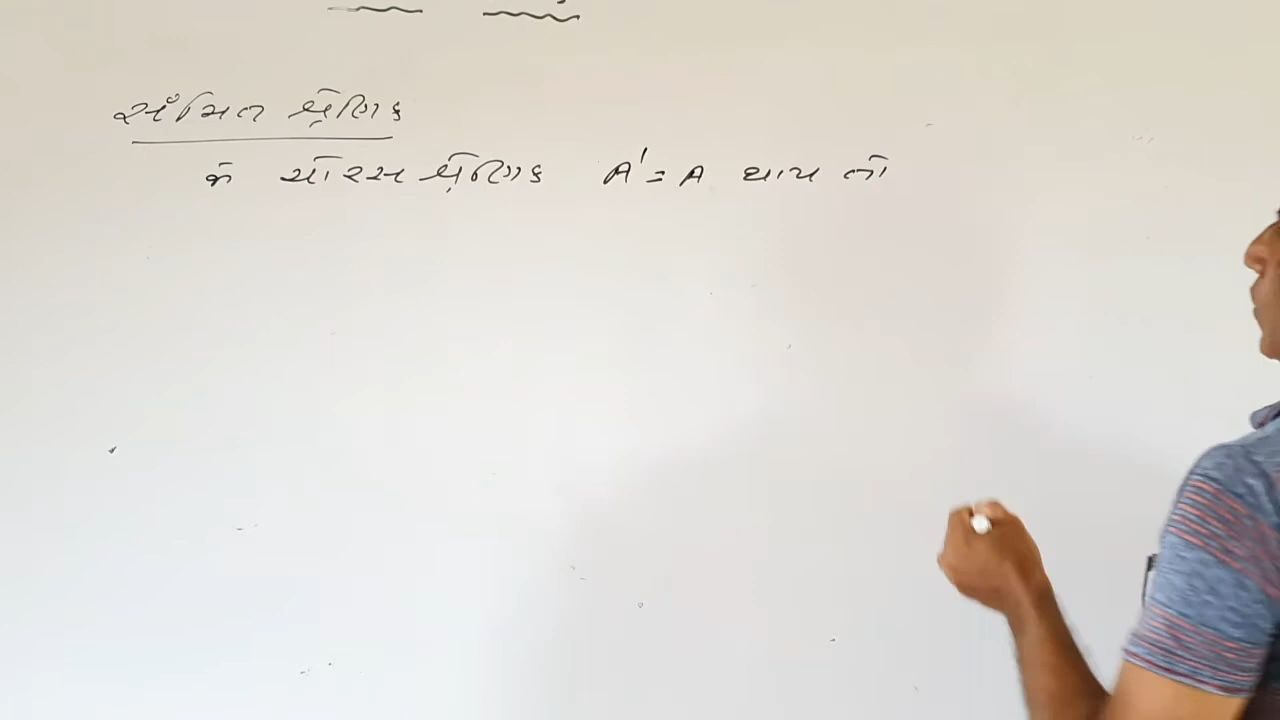 સંમિત શ્રેણિક
જો ચોરસ શ્રેણિક A' = A થાય તો